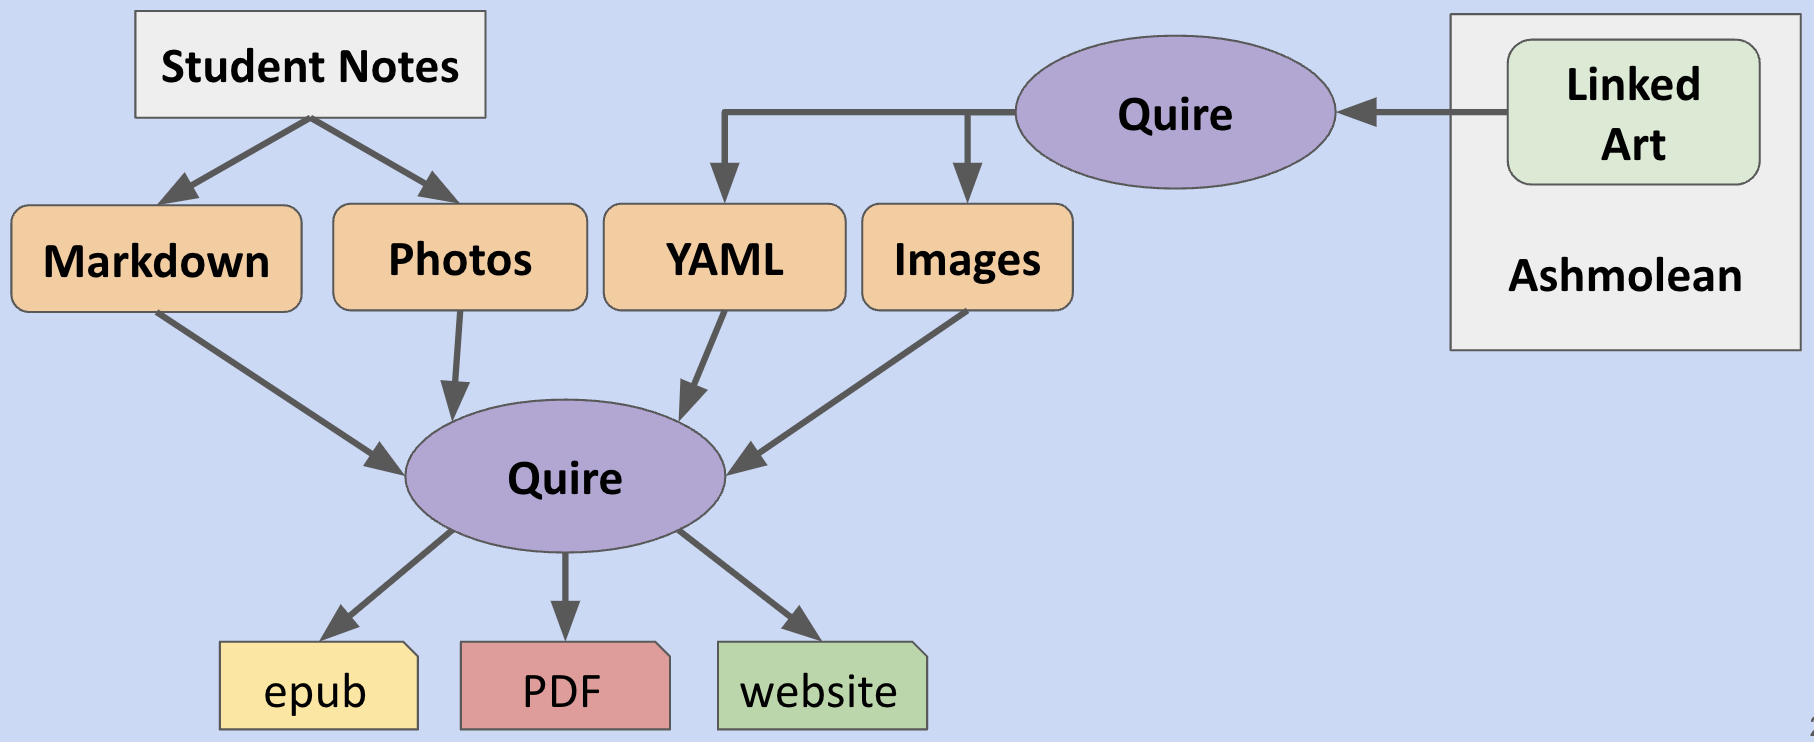 Student Notes
Quire
Linked
Art
Markdown
Photos
YAML
Images
Ashmolean
Quire
epub
PDF
website